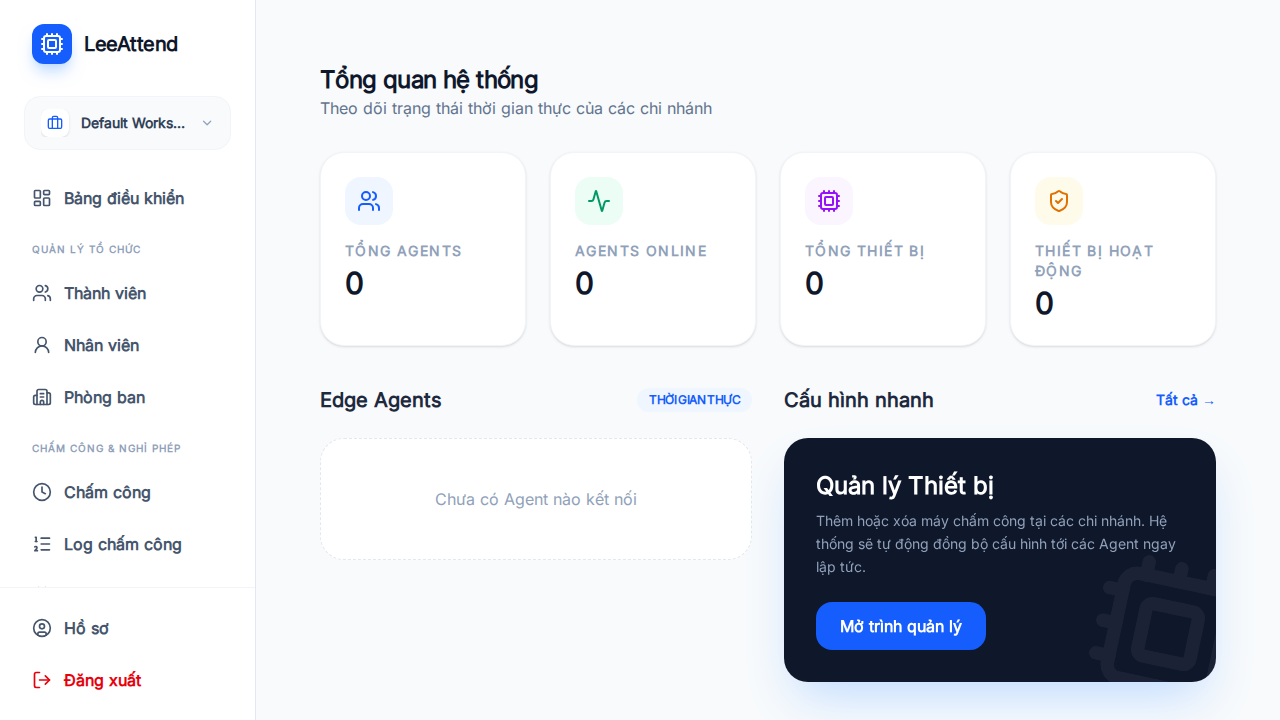 LeeAttend
Default Works...
Bảng điều khiển
QUẢN LÝ TỔ CHỨC
Thành viên
Nhân viên
Phòng ban
CHẤM CÔNG & NGHỈ PHÉP
Chấm công
Log chấm công
Hồ sơ
Đăng xuất
Tổng quan hệ thống
Theo dõi trạng thái thời gian thực của các chi nhánh
TỔNG AGENTS
0
AGENTS ONLINE
0
TỔNG THIẾT BỊ
0
THIẾT BỊ HOẠT
ĐỘNG
0
Edge Agents
THỜI GIAN THỰC
Chưa có Agent nào kết nối
Cấu hình nhanh
Tất cả →
Quản lý Thiết bị
Thêm hoặc xóa máy chấm công tại các chi nhánh. Hệ
thống sẽ tự động đồng bộ cấu hình tới các Agent ngay
lập tức.
Mở trình quản lý